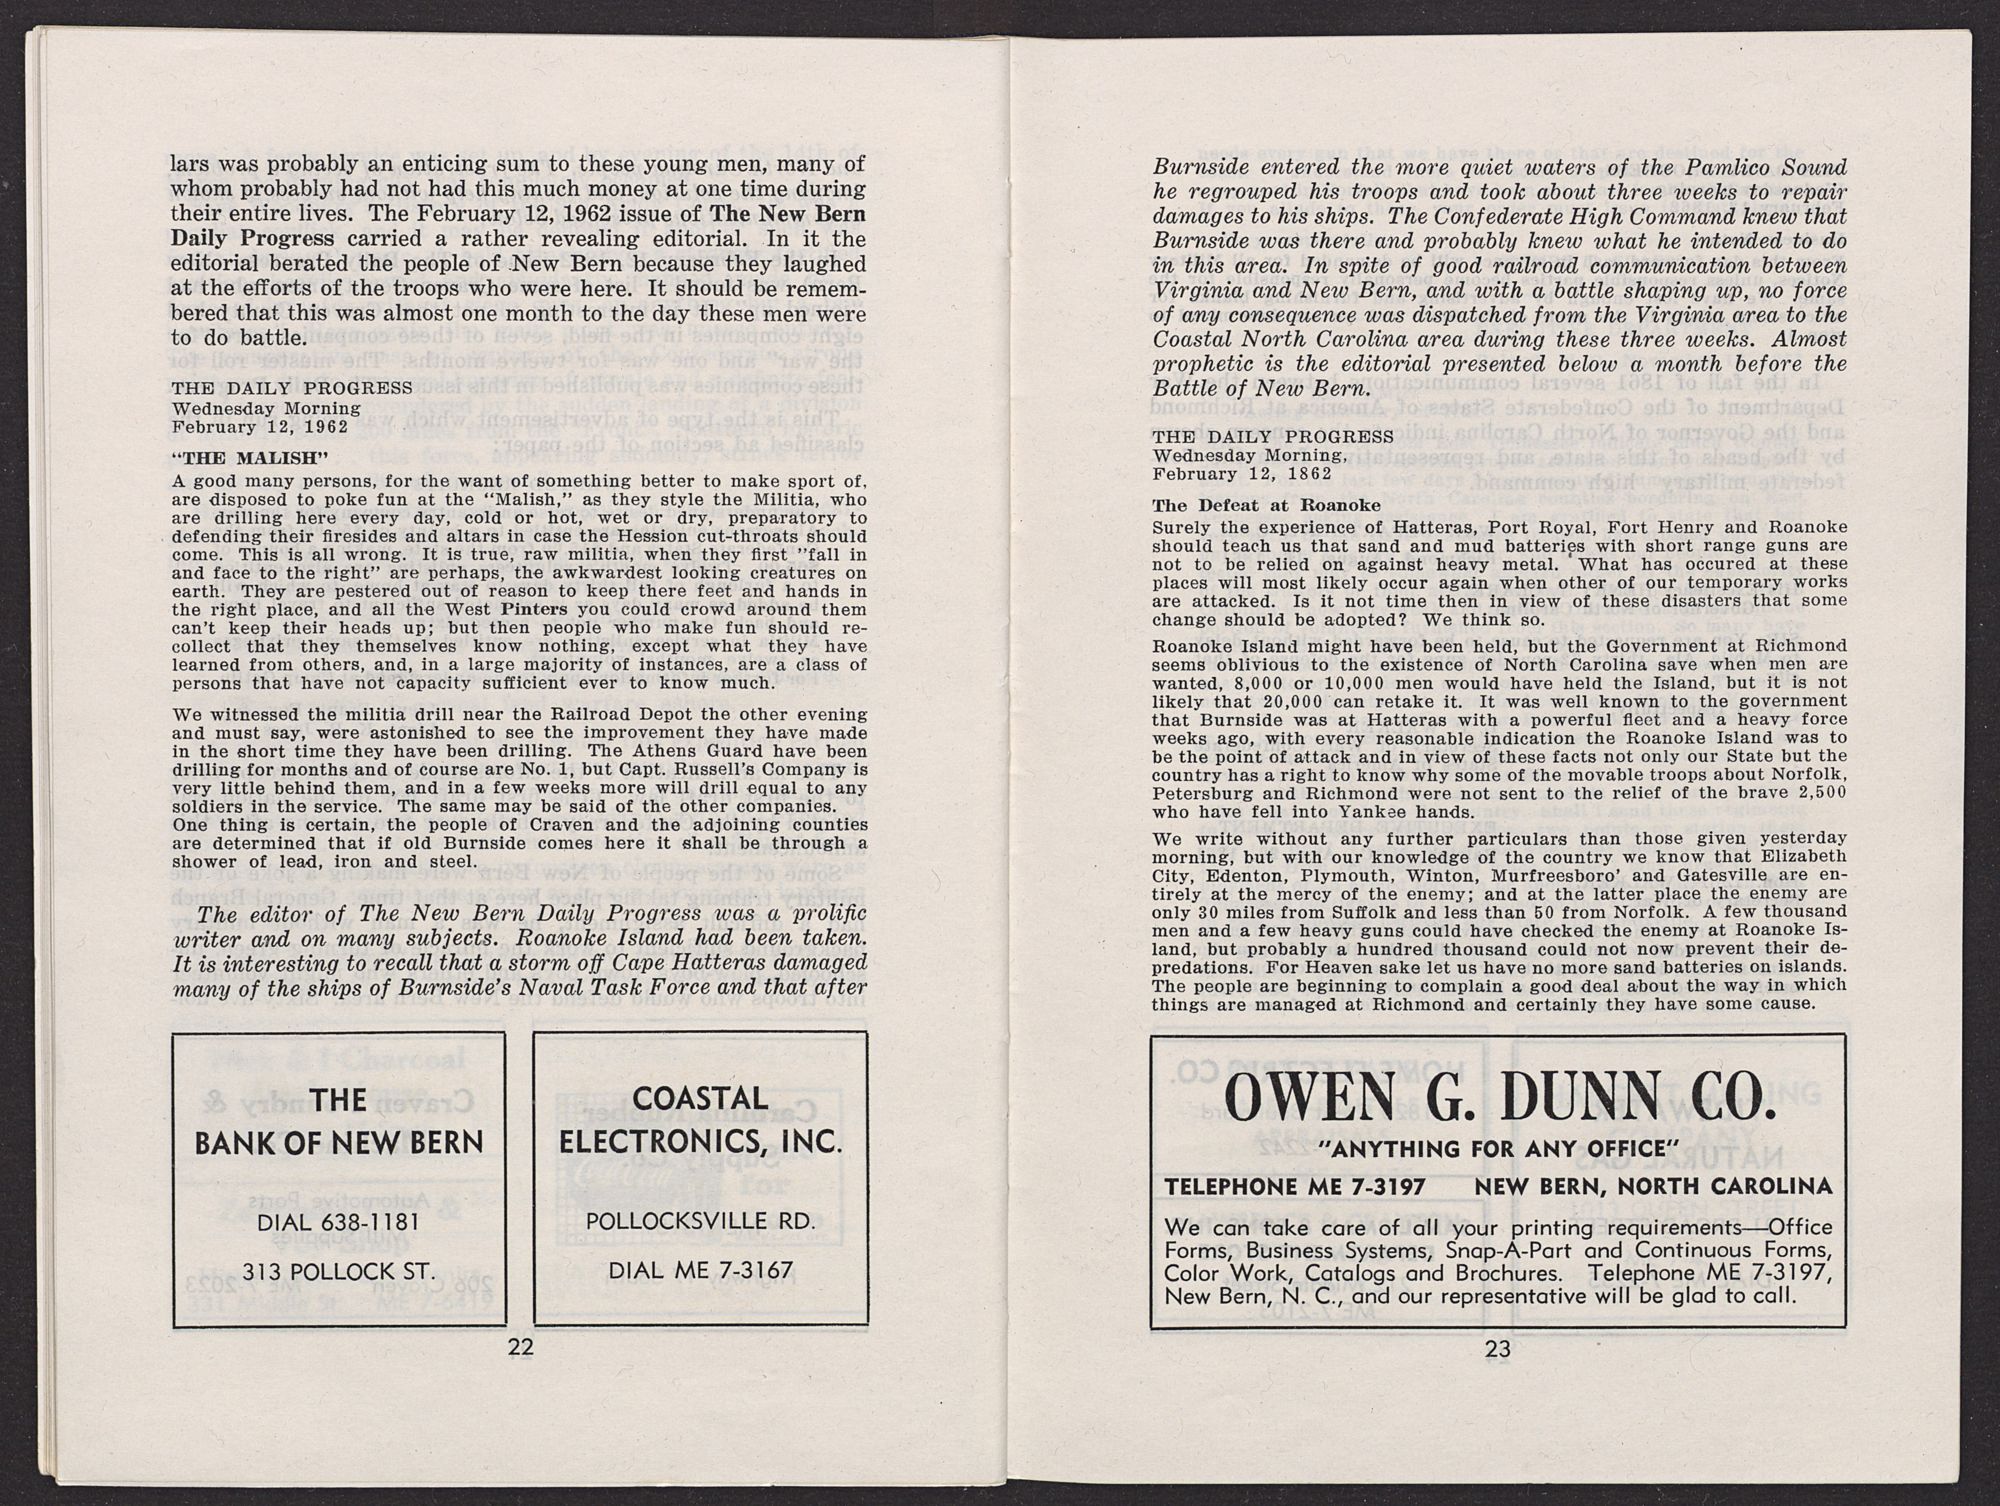 lars was probably an enticing sum to these young men, many of
whom probably had not had this much money at one time during
their entire lives. The February 12, 1962 issue of The New Bern
Daily Progress carried a rather revealing editorial. In it the
editorial berated the people of New Bern because they laughed
at the efforts of the troops who were here. It should be remem-
bered that this was almost one month to the day these men were
to do battle.
THE DAILY PROGRESS
Wednesday Morning
February 12, 1962
"THE MALISH"
A good many persons, for the want of something better to make sport of,
are disposed to poke fun at the "Malish," as they style the Militia, who
are drilling here every day, cold or hot, wet or dry, preparatory to
defending their firesides and altars in case the Hession cut-throats should
come. This is all wrong. It is true, raw militia, when they first "fall in
and face to the right" are perhaps, the awkwardest looking creatures on
earth. They are pestered out of reason to keep there feet and hands in
the right place, and all the West Pinters you could crowd around them
can't keep their heads up; but then people who make fun should re-
collect that they themselves know nothing, except what they have
learned from others, and, in a large majority of instances, are a class of
persons that have not capacity sufficient ever to know much.
We witnessed the militia drill near the Railroad Depot the other evening
and must say, were astonished to see the improvement they have made
in the short time they have been drilling. The Athens Guard have been
drilling for months and of course are No. 1, but Capt. Russell's Company is
very little behind them, and in a few weeks more will drill equal to any
soldiers in the service. The same may be said of the other companies.
One thing is certain, the people of Craven and the adjoining counties
are determined that if old Burnside comes here it shall be through a
shower of lead, iron and steel.
The editor of The New Bern Daily Progress was a prolific
writer and on many subjects. Roanoke Island had been taken.
It is interesting to recall that a storm off Cape Hatteras damaged
many of the ships of Burnside's Naval Task Force and that after
THE
BANK OF NEW BERN
DIAL 638-1181
313 POLLOCK ST.
COASTAL
ELECTRONICS, INC.
POLLOCKSVILLE RD.
DIAL ME 7-3167
22
Burnside entered the more quiet waters of the Pamlico Sound
he regrouped his troops and took about three weeks to repair
damages to his ships. The Confederate High Command knew that
Burnside was there and probably knew what he intended to do
in this area. In spite of good railroad communication between
Virginia and New Bern, and with a battle shaping up, no force
of any consequence was dispatched from the Virginia area to the
Coastal North Carolina area during these three weeks. Almost
prophetic is the editorial presented below a month before the
Battle of New Bern.
THE DAILY PROGRESS
Wednesday Morning,
February 12, 1862
The Defeat at Roanoke
Surely the experience of Hatteras, Port Royal, Fort Henry and Roanoke
should teach us that sand and mud batteries with short range guns are
not to be relied on against heavy metal. What has occured at these
places will most likely occur again when other of our temporary works
are attacked. Is it not time then in view of these disasters that some
change should be adopted? We think so.
Roanoke Island might have been held, but the Government at Richmond
seems oblivious to the existence of North Carolina save when men are
wanted, 8,000 or 10,000 men would have held the Island, but it is not
likely that 20,000 can retake it. It was well known to the government
that Burnside was at Hatteras with a powerful fleet and a heavy force
weeks ago, with every reasonable indication the Roanoke Island was to
be the point of attack and in view of these facts not only our State but the
country has a right to know why some of the movable troops about Norfolk,
Petersburg and Richmond were not sent to the relief of the brave 2,500
who have fell into Yankee hands.
We write without any further particulars than those given yesterday
morning, but with our knowledge of the country we know that Elizabeth
City, Edenton, Plymouth, Winton, Murfreesboro' and Gatesville are en-
tirely at the mercy of the enemy; and at the latter place the enemy are
only 30 miles from Suffolk and less than 50 from Norfolk. A few thousand
men and a few heavy guns could have checked the enemy at Roanoke Is-
land, but probably a hundred thousand could not now prevent their de-
predations. For Heaven sake let us have no more sand batteries on islands.
The people are beginning to complain a good deal about the way in which
things are managed at Richmond and certainly they have some cause.
OWEN G. DUNN CO.
"ANYTHING FOR ANY OFFICE"
TELEPHONE ME 7-3197 NEW BERN, NORTH CAROLINA
We can take care of all your printing requirements—Office
Forms, Business Systems, Snap-A-Part and Continuous Forms,
Color Work, Catalogs and Brochures. Telephone ME 7-3197,
New Bern, N. C., and our representative will be glad to call.
23